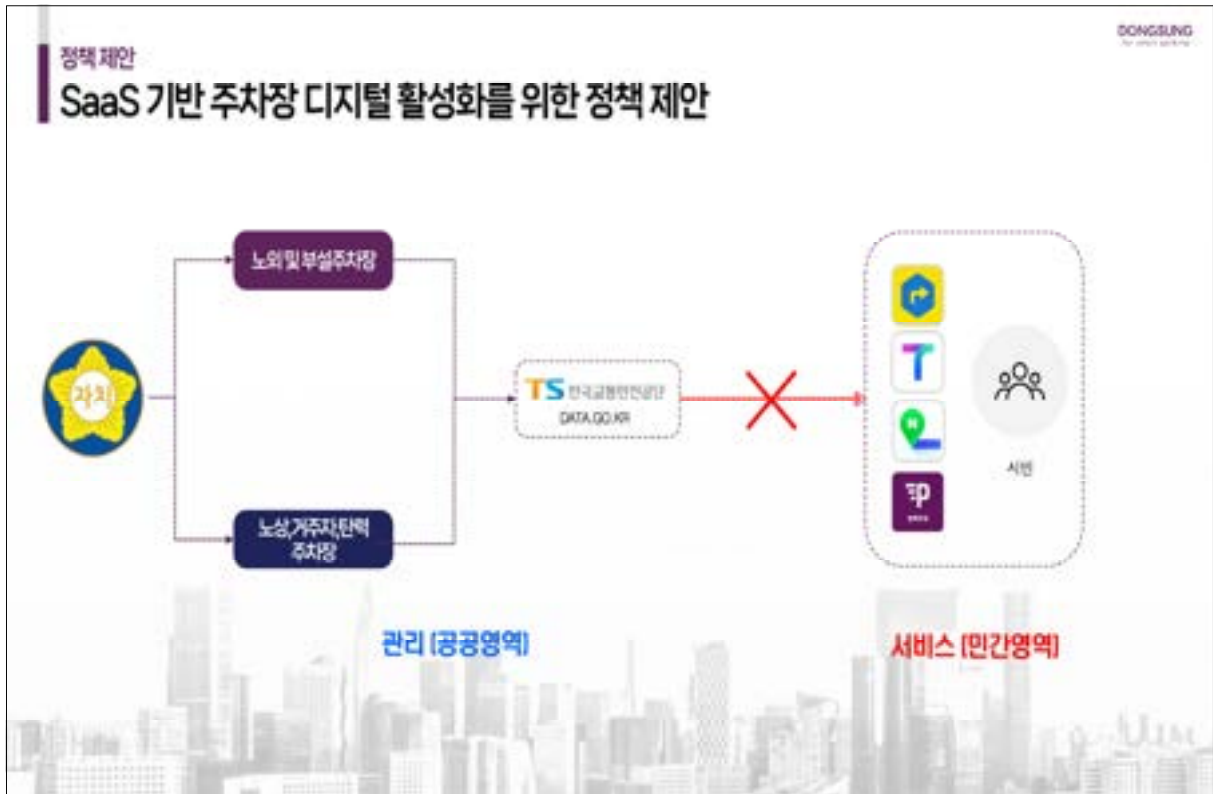 DONGSUNG
정책 제안
SaaS 기반 주차장 디지털 활성화를 위한 정책 제안
노외 및 부설주차장
자치
TS 한국교통안전공단
DATA.GO.KR
시민
노상,거주자,탄력
주차장
관리 (공공영역)
서비스 (민간영역)